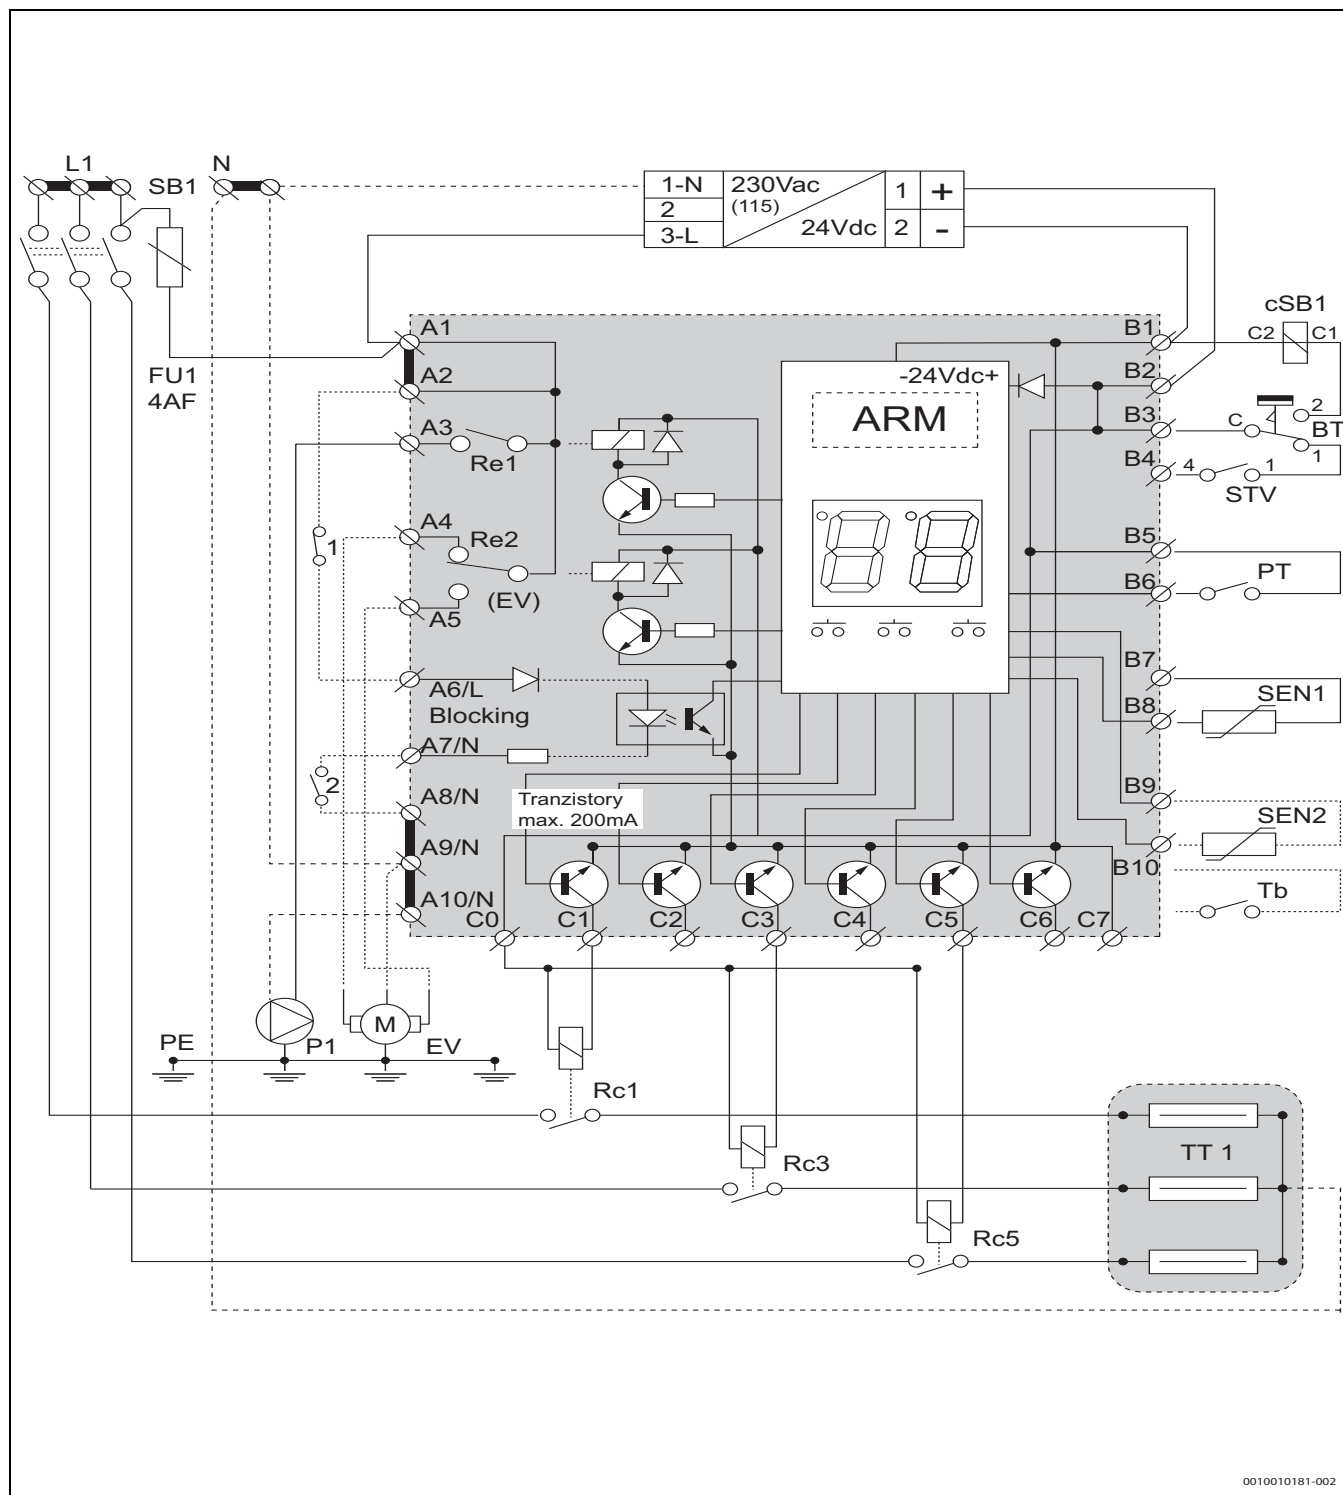 L1
SB1
N
1-N
2
3-L
230Vac
(115)
24Vdc
1
+
2
-
FU1
4AF
A1
A2
A3
Re1
A4
Re2
(EV)
A5
A6/L
Blocking
A7/N
A8/N
A9/N
A10/N
1
2
-24Vdc+
ARM
Tranzistory
max. 200mA
B1
B2
B3
B4
B5
B6
B7
B8
B9
B10
cSB1
C2
C1
C
2
BT
1
4
1
STV
PT
SEN1
SEN2
Tb
C0
C1
C2
C3
C4
C5
C6
C7
PE
P1
M
EV
Rc1
Rc3
Rc5
TT 1
0010010181-002